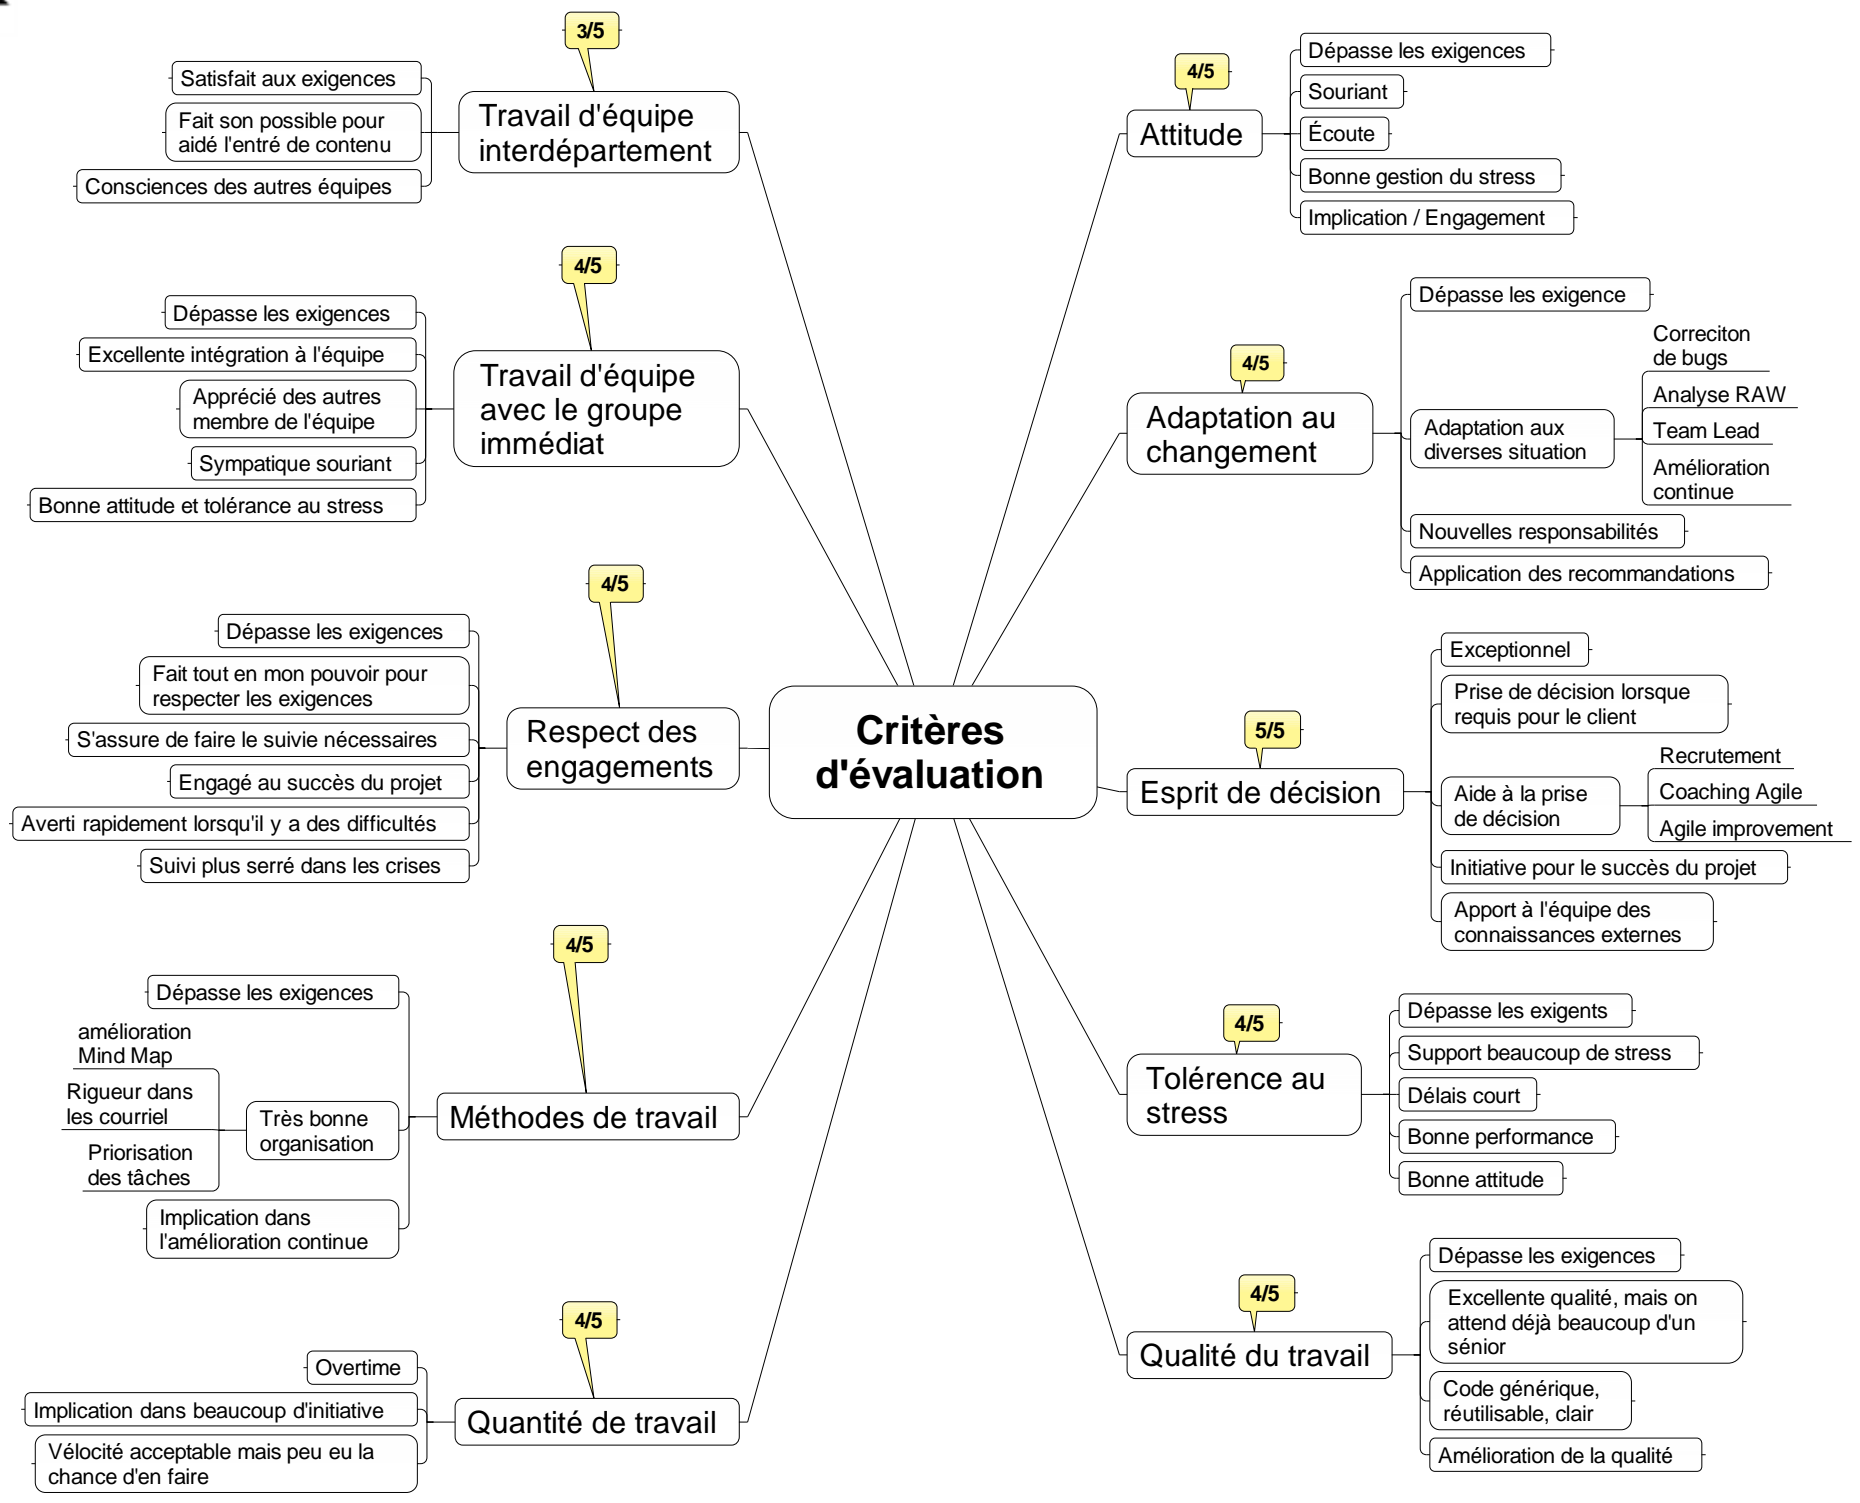 Critères
d'évaluation
4/5
Attitude
Dépasse les exigences
Souriant
Écoute
Bonne gestion du stress
Implication / Engagement
4/5
Adaptation au
changement
Dépasse les exigence
Adaptation aux
diverses situation
Correciton
de bugs
Analyse RAW
Team Lead
Amélioration
continue
Nouvelles responsabilités
Application des recommandations
5/5
Esprit de décision
Exceptionnel
Prise de décision lorsque
requis pour le client
Aide à la prise
de décision
Recrutement
Coaching Agile
Agile improvement
Initiative pour le succès du projet
Apport à l'équipe des
connaissances externes
4/5
Tolérence au
stress
Dépasse les exigents
Support beaucoup de stress
Délais court
Bonne performance
Bonne attitude
4/5
Qualité du travail
Dépasse les exigences
Excellente qualité, mais on
attend déjà beaucoup d'un
sénior
Code générique,
réutilisable, clair
Amélioration de la qualité
3/5
Travail d'équipe
interdépartement
Satisfait aux exigences
Fait son possible pour
aidé l'entré de contenu
Consciences des autres équipes
4/5
Travail d'équipe
avec le groupe
immédiat
Dépasse les exigences
Excellente intégration à l'équipe
Apprécié des autres
membre de l'équipe
Sympatique souriant
Bonne attitude et tolérance au stress
4/5
Respect des
engagements
Dépasse les exigences
Fait tout en mon pouvoir pour
respecter les exigences
S'assure de faire le suivie nécessaires
Engagé au succès du projet
Averti rapidement lorsqu'il y a des difficultés
Suivi plus serré dans les crises
4/5
Méthodes de travail
Dépasse les exigences
Très bonne
organisation
amélioration
Mind Map
Rigueur dans
les courriel
Priorisation
des tâches
Implication dans
l'amélioration continue
4/5
Quantité de travail
Overtime
Implication dans beaucoup d'initiative
Vélocité acceptable mais peu eu la
chance d'en faire